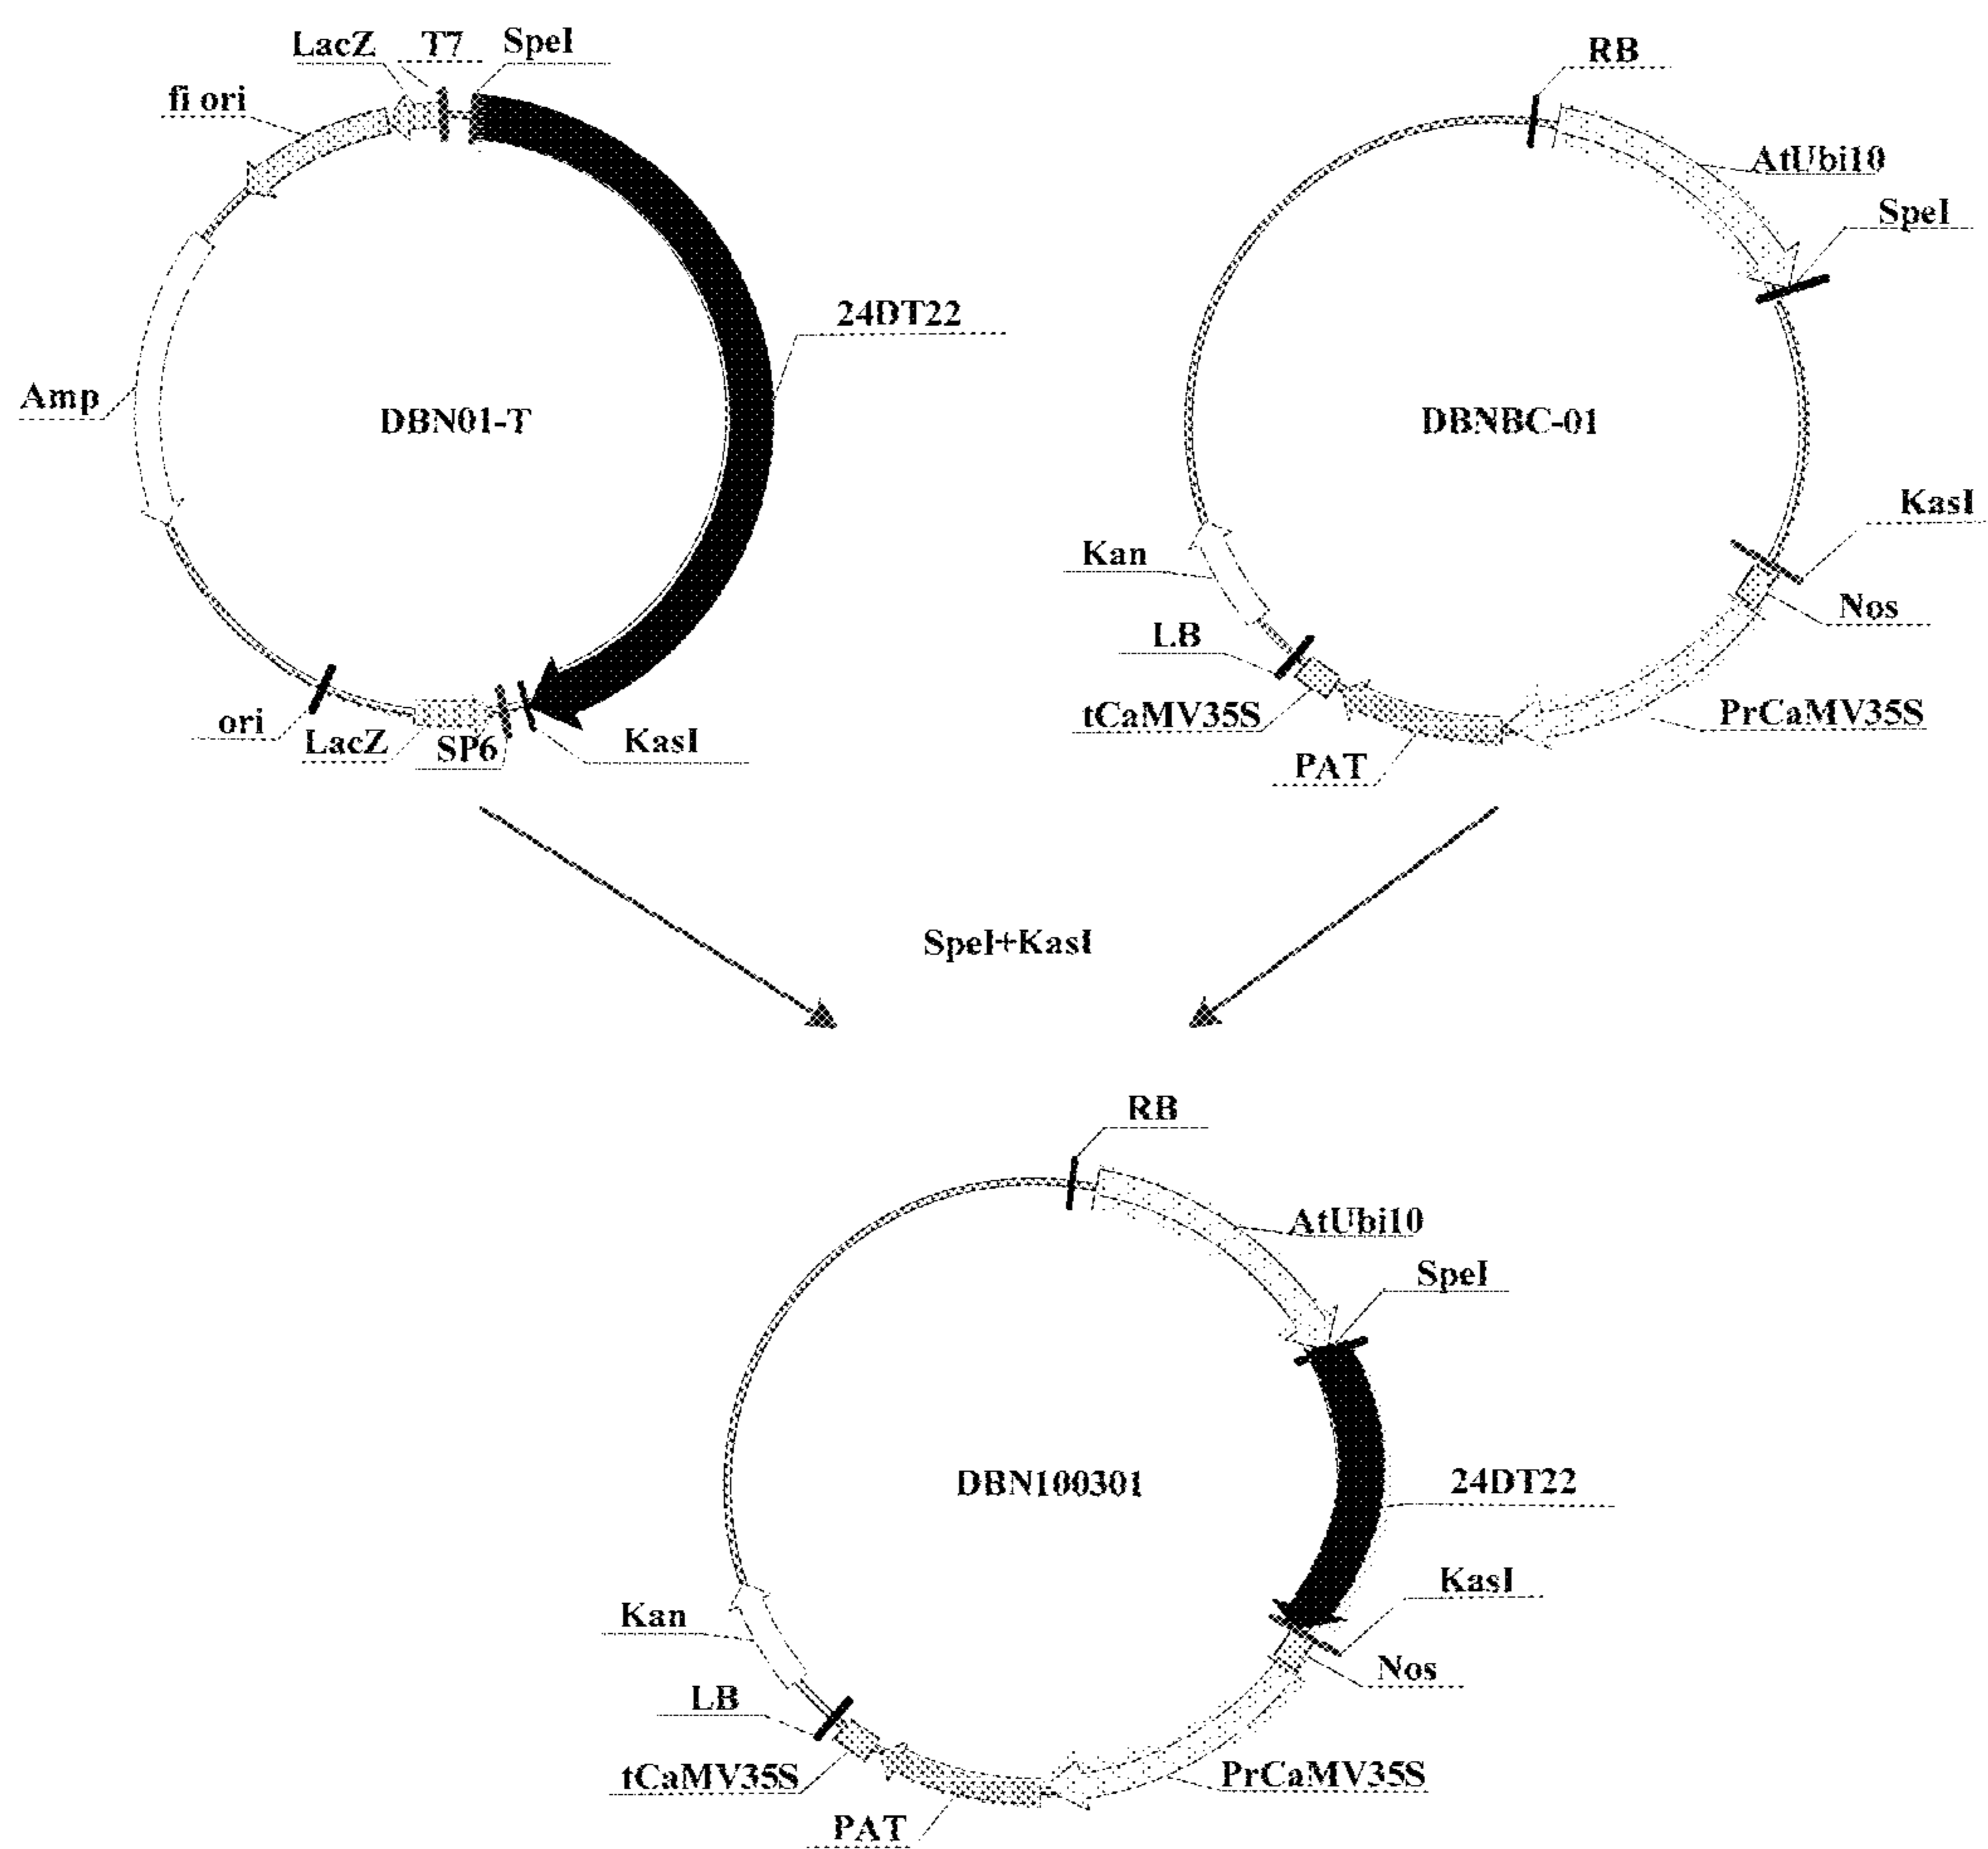 LacZ
T7
SpeI
fi ori
24DT22
Amp
DBN01-T
ori
LacZ
SP6
KasI
RB
AtUbi10
SpeI
DBNBC-01
KasI
Kan
Nos
LB
tCaMV35S
PrCaMV35S
PAT
SpeI+KasI
RB
AtUbi10
SpeI
DBN100301
24DT22
KasI
Kan
Nos
LB
tCaMV35S
PrCaMV35S
PAT